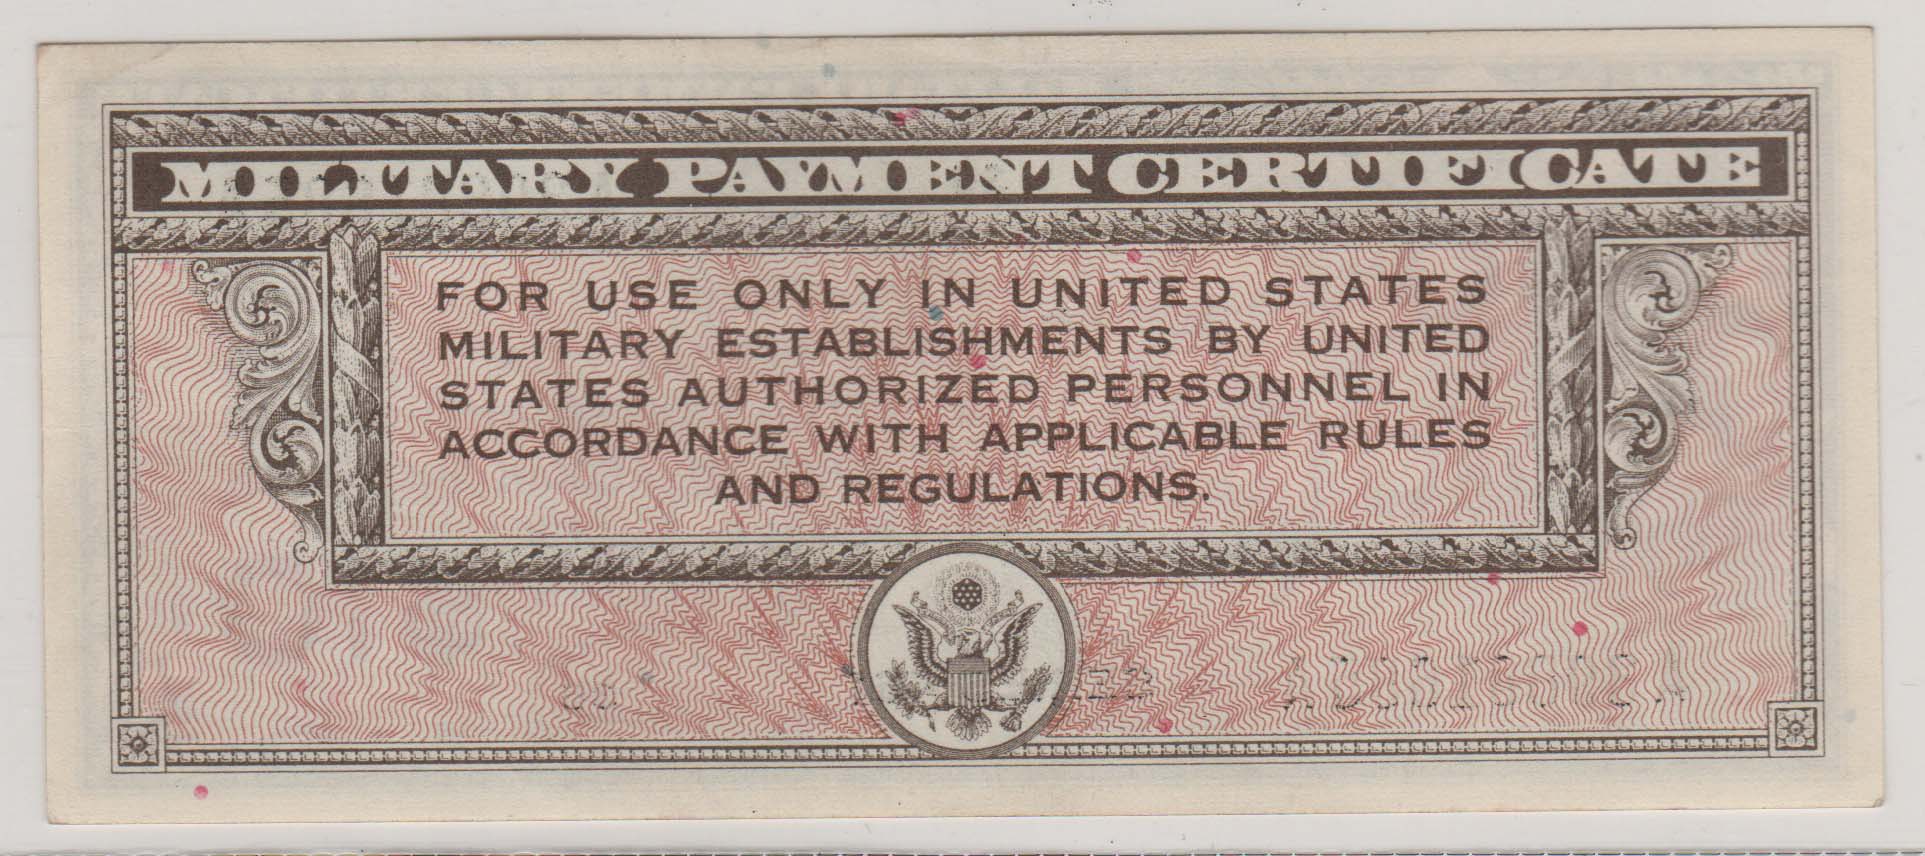 MILITARY PAYMENT CERTIFICATE
FOR USE ONLY IN UNITED STATES
MILITARY ESTABLISHMENTS BY UNITED
STATES AUTHORIZED PERSONNEL IN
ACCORDANCE WITH APPLICABLE RULES
AND REGULATIONS.